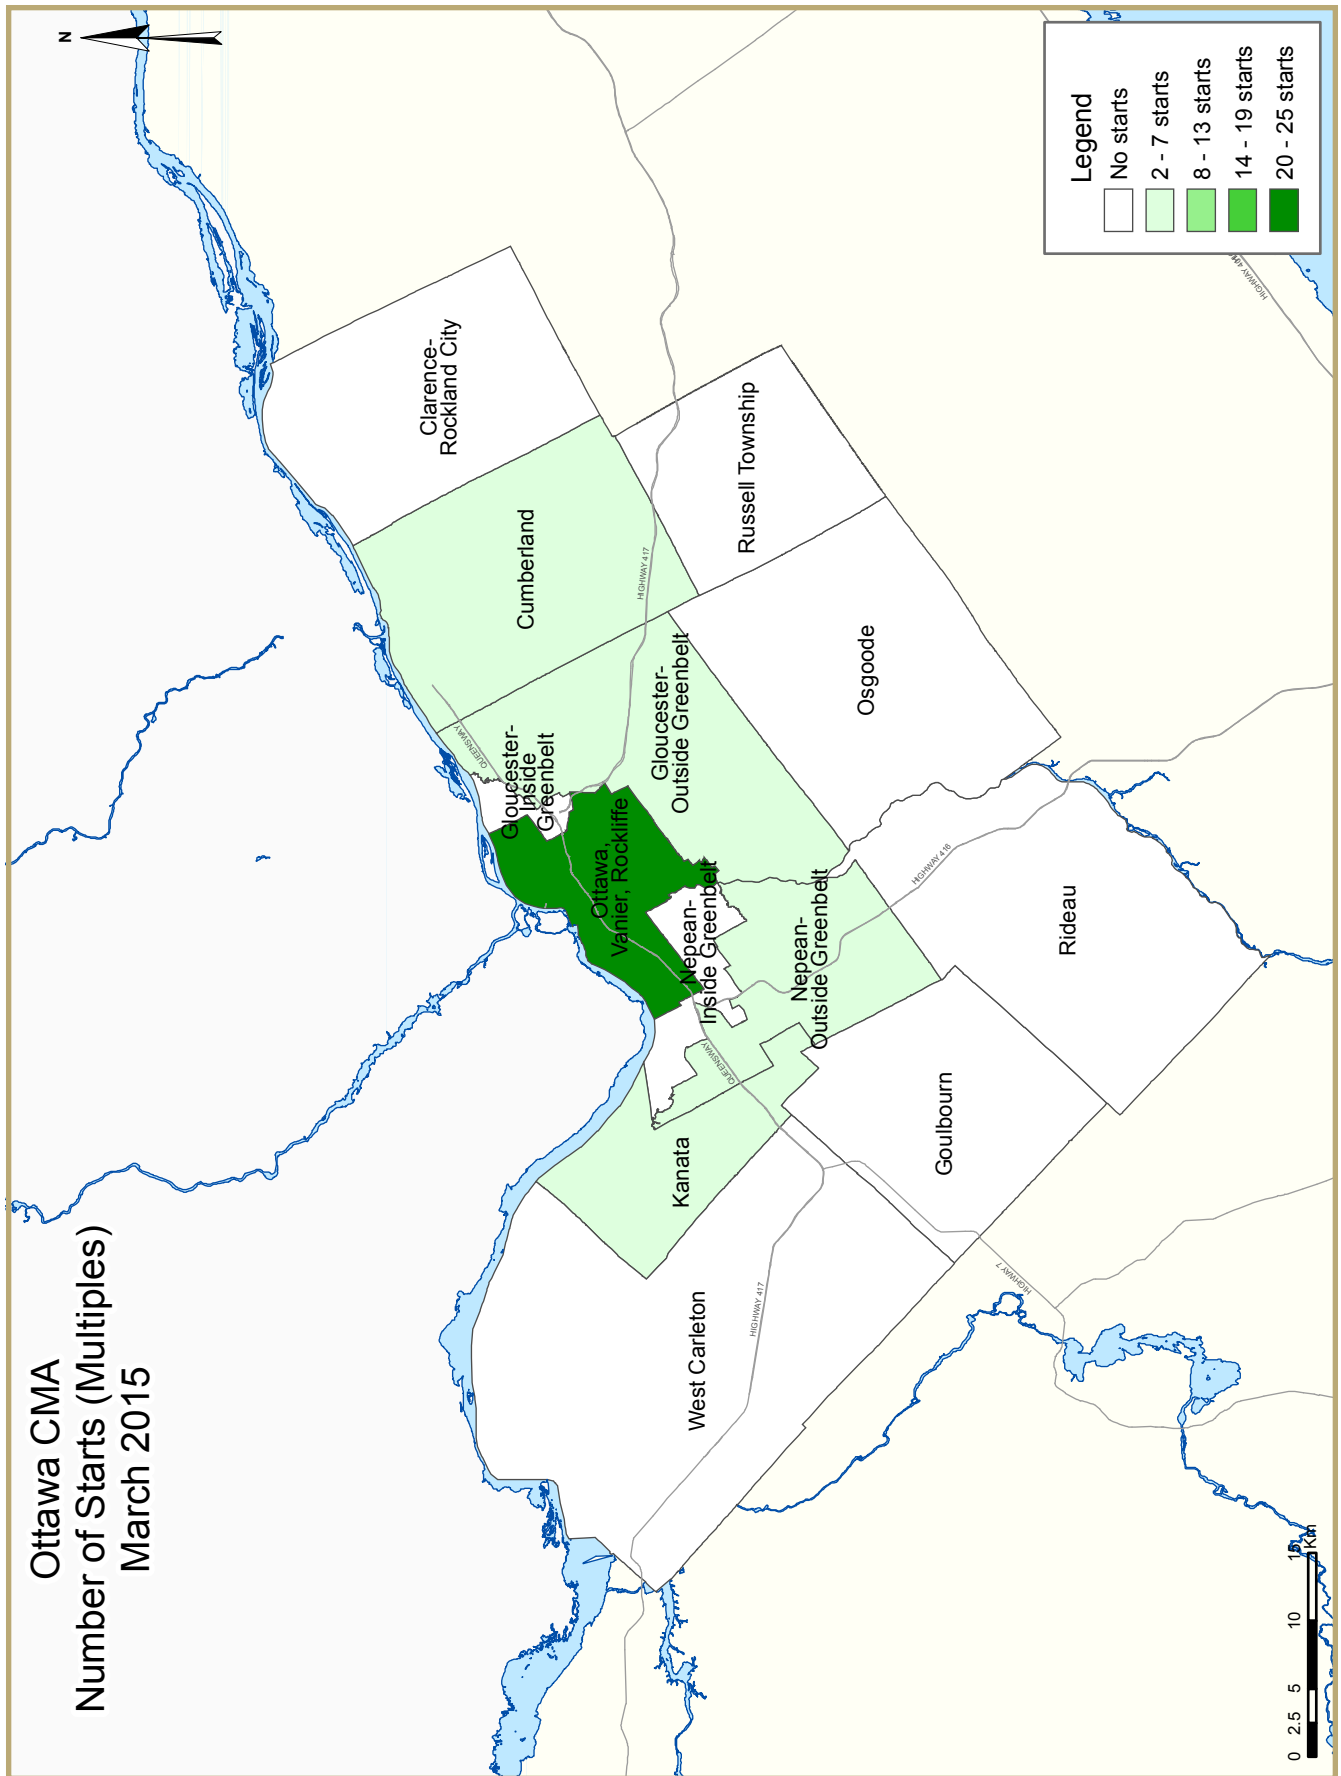 Ottawa CMA
Number of Starts (Multiples)
March 2015
N
Clarence-
Rockland City
Cumberland
Russell Township
HIGHWAY 417
QUEENSWAY
Gloucester-
Inside
Greenbelt
Gloucester-
Outside Greenbelt
Osgoode
Ottawa,
Vanier, Rockliffe
Nepean-
Inside Greenbelt
Nepean-
Outside Greenbelt
HIGHWAY 416
Rideau
QUEENSWAY
Kanata
Goulbourn
West Carleton
HIGHWAY 417
HIGHWAY 7
Legend
No starts
2 - 7 starts
8 - 13 starts
14 - 19 starts
20 - 25 starts
0 2.5 5 10 15
Km